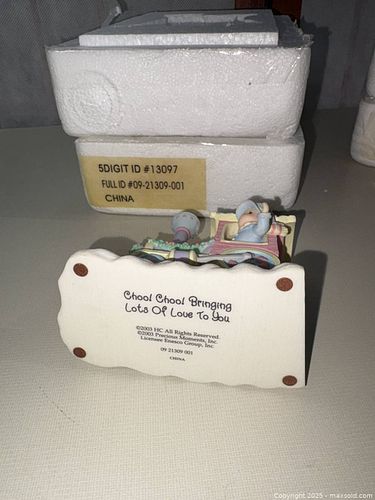 5DIGIT ID #13097
FULL ID #09-21309-001
CHINA
Choo! Choo! Bringing
Lots Of Love To You
©2003 HC All Rights Reserved.
©2003 Precious Moments, Inc.
Licensee Enesco Group, Inc.
09 21309 001
CHINA
Copyright 2025 - maxsold.com